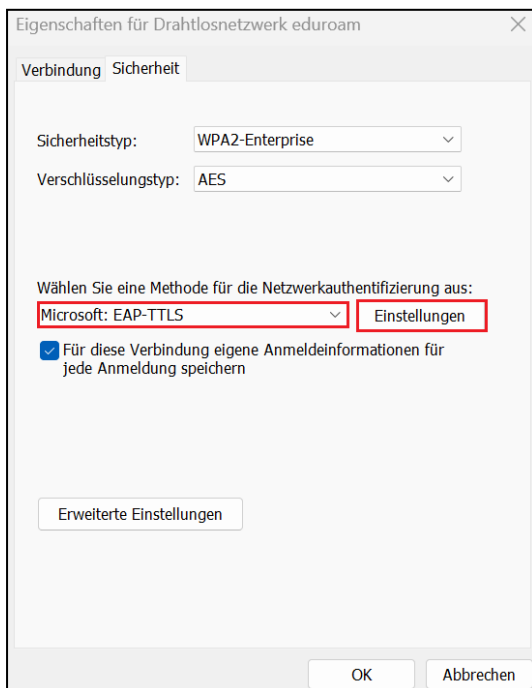 Eigenschaften für Drahtlosnetzwerk eduroam
Verbindung Sicherheit
Sicherheitstyp: WPA2-Enterprise
Verschlüsselungstyp: AES
Wählen Sie eine Methode für die Netzwerkauthentifizierung aus:
Microsoft: EAP-TTLS Einstellungen
Für diese Verbindung eigene Anmeldeinformationen für
jede Anmeldung speichern
Erweiterte Einstellungen
OK Abbrechen